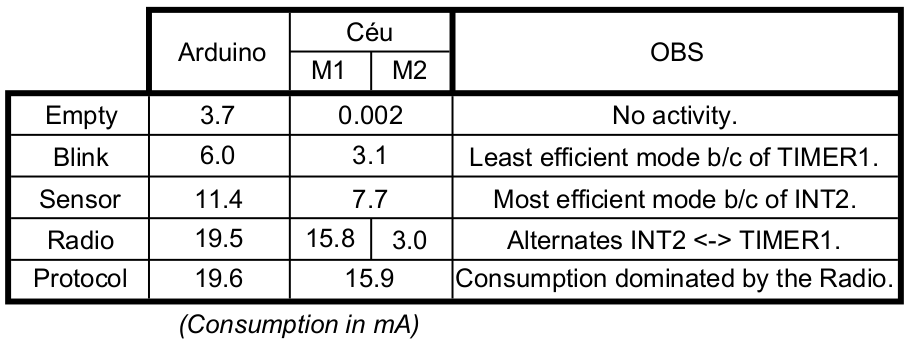 Arduino Céu OBS
M1 M2
Empty 3.7 0.002 No activity.
Blink 6.0 3.1 Least efficient mode b/c of TIMER1.
Sensor 11.4 7.7 Most efficient mode b/c of INT2.
Radio 19.5 15.8 3.0 Alternates INT2 <-> TIMER1.
Protocol 19.6 15.9 Consumption dominated by the Radio.
(Consumption in mA)